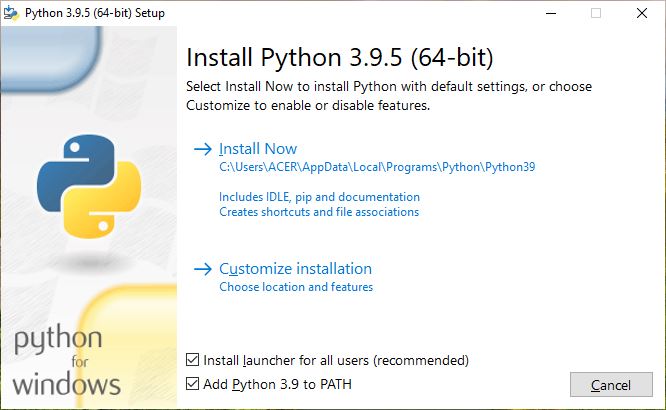 Python 3.9.5 (64-bit) Setup
Install Python 3.9.5 (64-bit)
Select Install Now to install Python with default settings, or choose
Customize to enable or disable features.
Install Now
C:\Users\ACER\AppData\Local\Programs\Python\Python39
Includes IDLE, pip and documentation
Creates shortcuts and file associations
Customize installation
Choose location and features
Install launcher for all users (recommended)
Add Python 3.9 to PATH
Cancel
python
for
windows